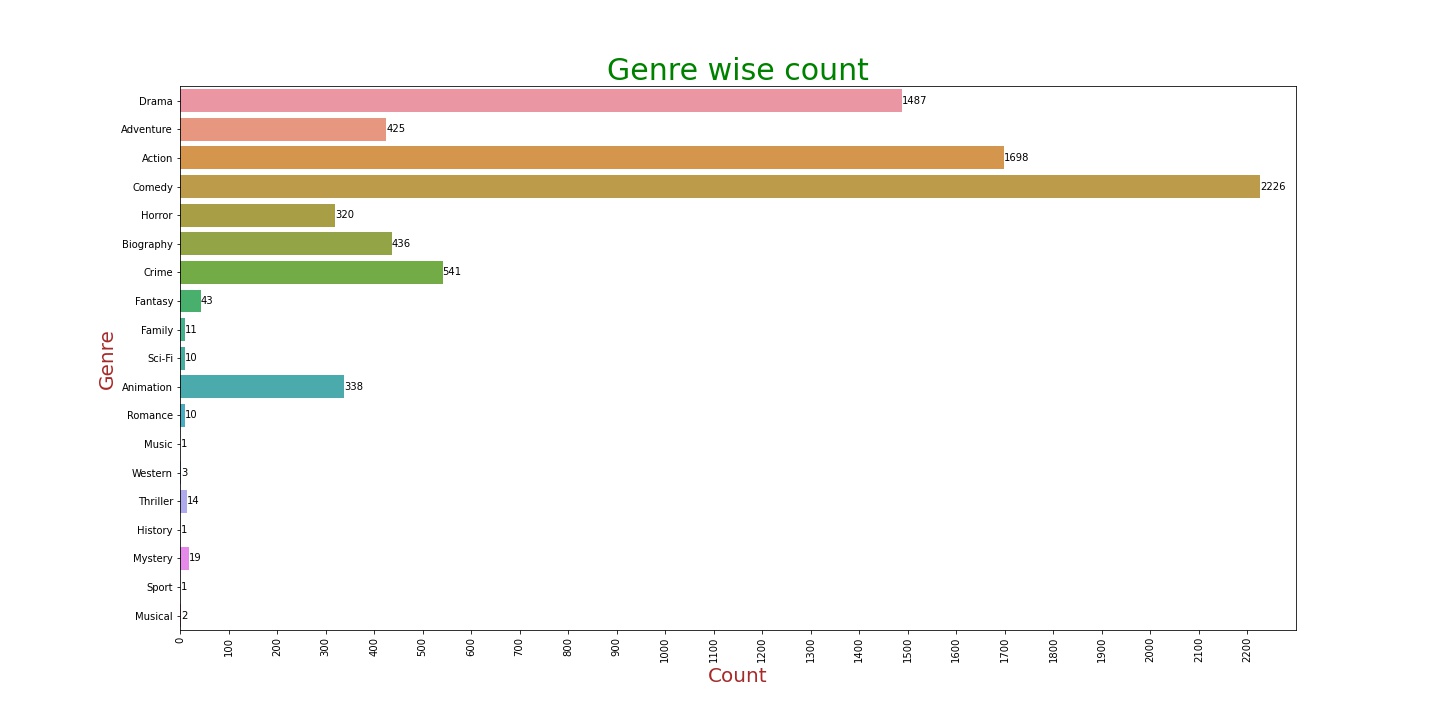 Genre wise count
Drama 1487
Adventure 425
Action 1698
Comedy 2226
Horror 320
Biography 436
Crime 541
Fantasy 43
Family 11
Sci-Fi 10
Animation 338
Romance 10
Music 1
Western 3
Thriller 14
History 1
Mystery 19
Sport 1
Musical 2
Genre
0 100 200 300 400 500 600 700 800 900 1000 1100 1200 1300 1400 1500 1600 1700 1800 1900 2000 2100 2200
Count